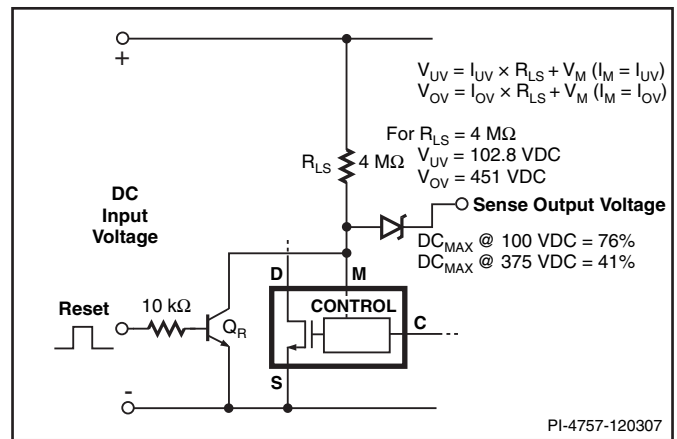 +
V_UV = I_UV × R_LS + V_M (I_M = I_UV)
V_OV = I_OV × R_LS + V_M (I_M = I_OV)
For R_LS = 4 MΩ
V_UV = 102.8 VDC
V_OV = 451 VDC
R_LS
4 MΩ
DC
Input
Voltage
Sense Output Voltage
DC_MAX @ 100 VDC = 76%
DC_MAX @ 375 VDC = 41%
D
M
CONTROL
C
Reset
10 kΩ
Q_R
S
-
PI-4757-120307